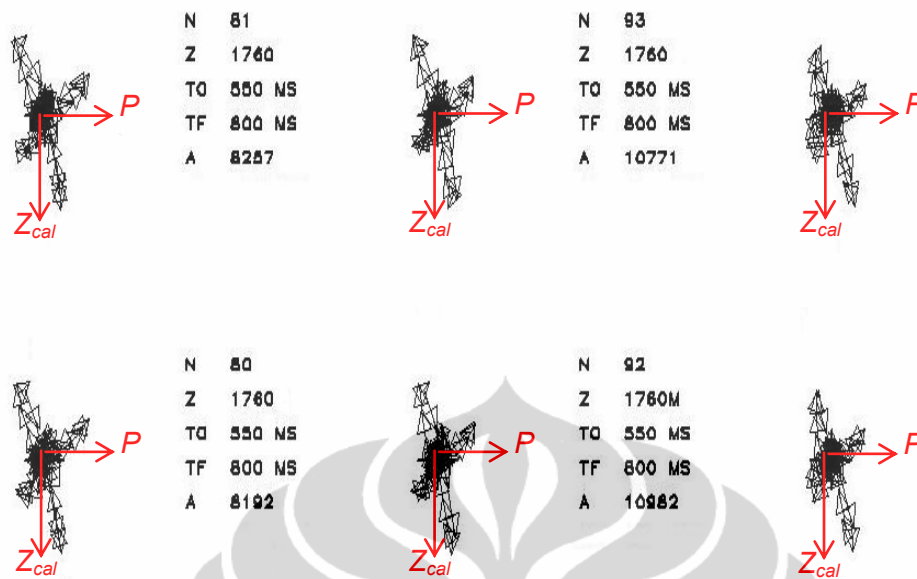 N 81
Z 1760
TO 550 MS
TF 800 MS
A 8257
P
Zcal
N 93
Z 1760
TO 550 MS
TF 800 MS
A 10771
P
Zcal
P
Zcal
N 80
Z 1760
TO 550 MS
TF 800 MS
A 8192
P
Zcal
N 92
Z 1760M
TO 550 MS
TF 800 MS
A 10982
P
Zcal
P
Zcal